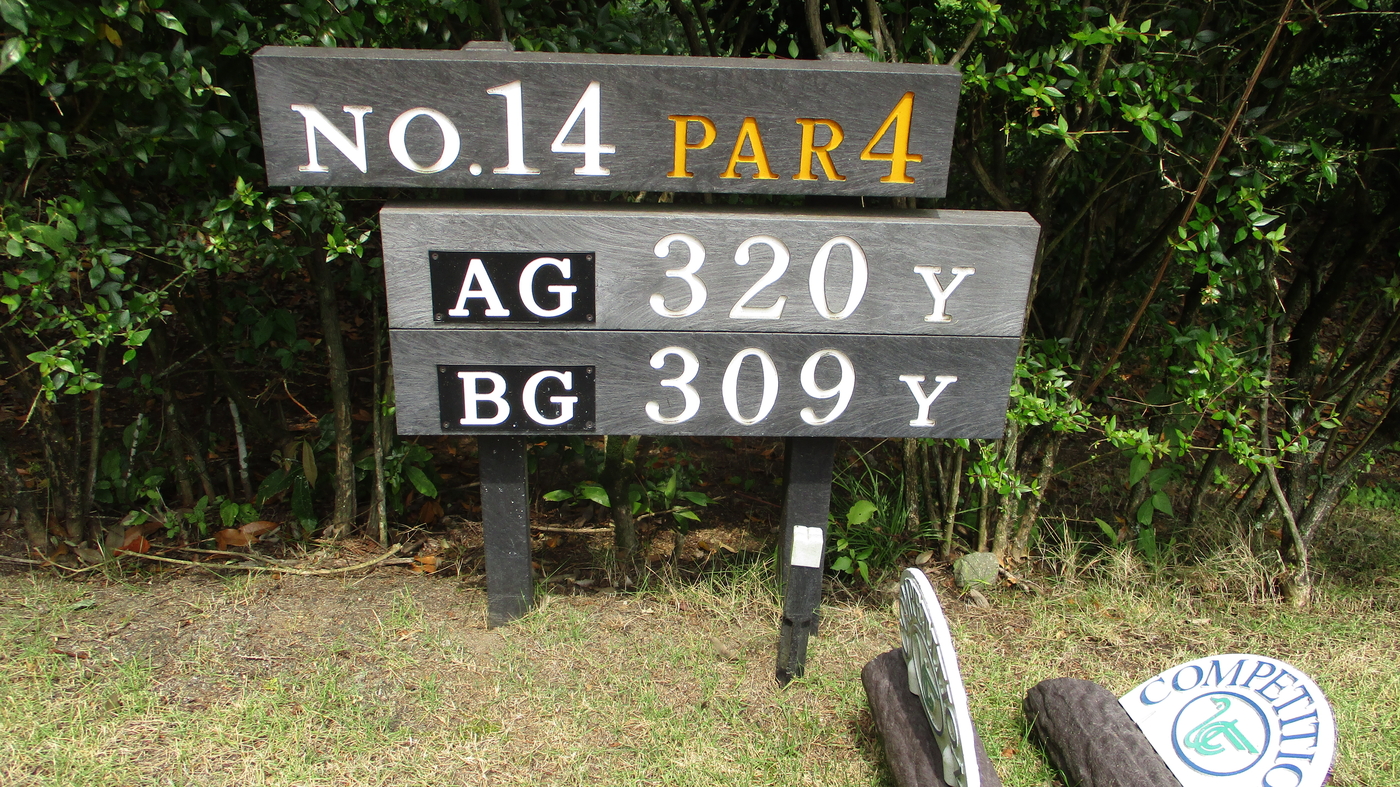 NO.14 PAR4
AG 320 Y
BG 309 Y
COMPETITIO